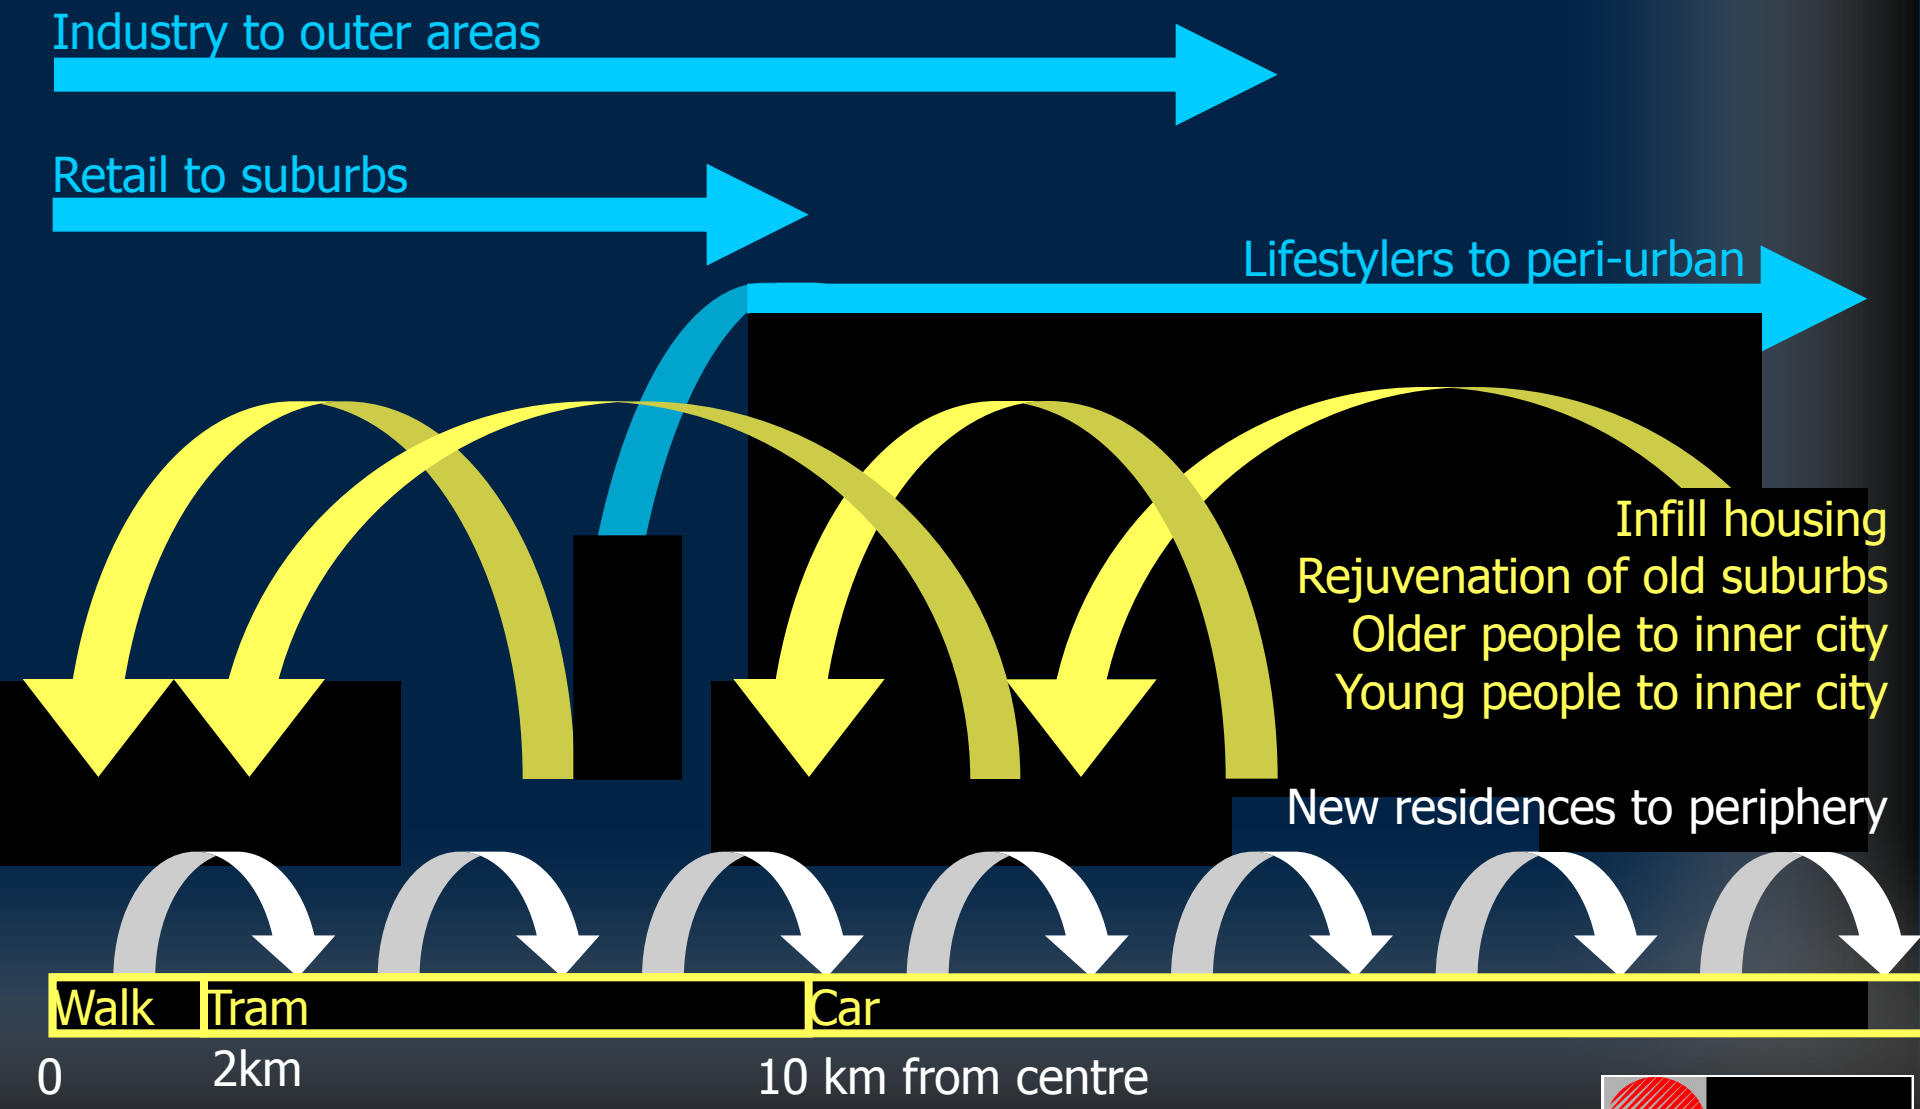 Industry to outer areas
Retail to suburbs
Lifestylers to peri-urban
Infill housing
Rejuvenation of old suburbs
Older people to inner city
Young people to inner city
New residences to periphery
Walk Tram Car
0 2km 10 km from centre